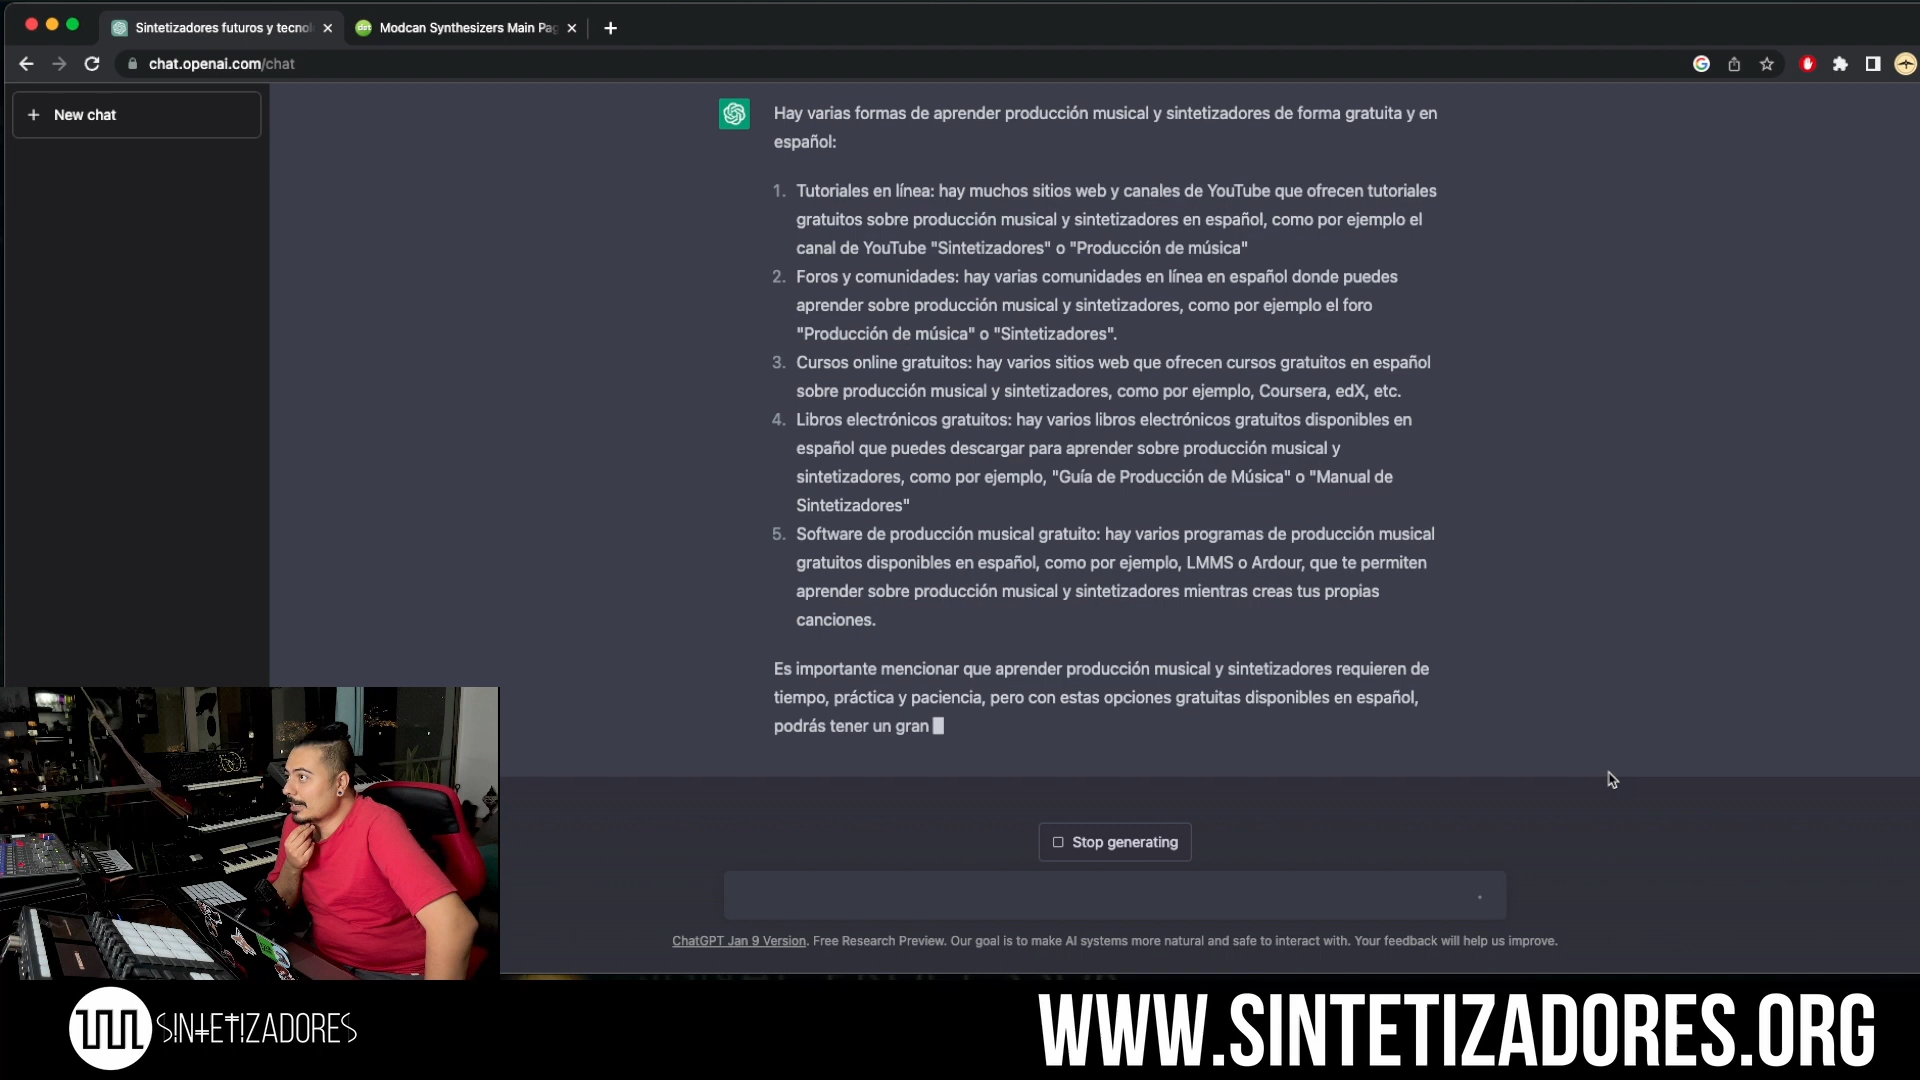 Sintetizadores futuros y tecnol
Modcan Synthesizers Main Pag
chat.openai.com/chat
New chat
Hay varias formas de aprender producción musical y sintetizadores de forma gratuita y en
español:
1. Tutoriales en línea: hay muchos sitios web y canales de YouTube que ofrecen tutoriales
gratuitos sobre producción musical y sintetizadores en español, como por ejemplo el
canal de YouTube "Sintetizadores" o "Producción de música"
2. Foros y comunidades: hay varias comunidades en línea en español donde puedes
aprender sobre producción musical y sintetizadores, como por ejemplo el foro
"Producción de música" o "Sintetizadores".
3. Cursos online gratuitos: hay varios sitios web que ofrecen cursos gratuitos en español
sobre producción musical y sintetizadores, como por ejemplo, Coursera, edX, etc.
4. Libros electrónicos gratuitos: hay varios libros electrónicos gratuitos disponibles en
español que puedes descargar para aprender sobre producción musical y
sintetizadores, como por ejemplo, "Guía de Producción de Música" o "Manual de
Sintetizadores"
5. Software de producción musical gratuito: hay varios programas de producción musical
gratuitos disponibles en español, como por ejemplo, LMMS o Ardour, que te permiten
aprender sobre producción musical y sintetizadores mientras creas tus propias
canciones.
Es importante mencionar que aprender producción musical y sintetizadores requieren de
tiempo, práctica y paciencia, pero con estas opciones gratuitas disponibles en español,
podrás tener un gran
Stop generating
ChatGPT Jan 9 Version. Free Research Preview. Our goal is to make AI systems more natural and safe to interact with. Your feedback will help us improve.
SINTETIZADORES
WWW.SINTETIZADORES.ORG